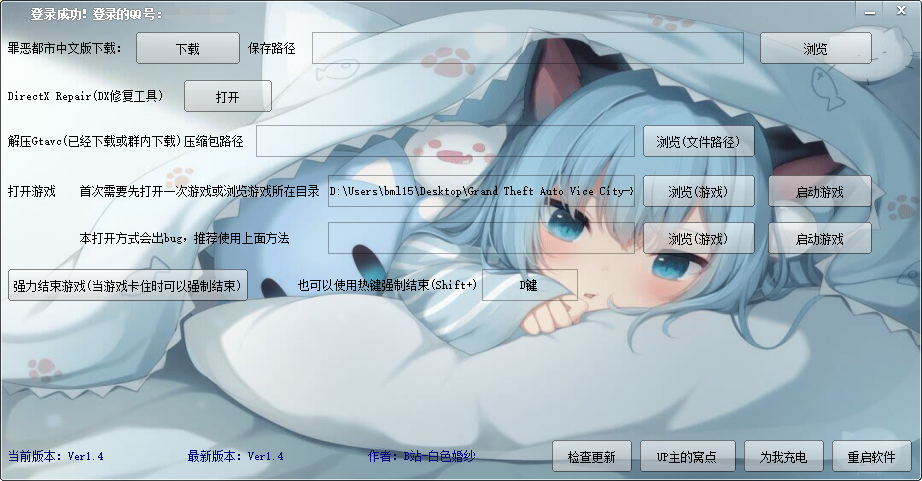 登录成功！登录的QQ号：
罪恶都市中文版下载： 下载 保存路径 浏览
DirectX Repair(DX修复工具) 打开
解压Gtavc(已经下载或群内下载)压缩包路径 浏览(文件路径)
打开游戏 首次需要先打开一次游戏或浏览游戏所在目录 D:\Users\bml15\Desktop\Grand Theft Auto Vice City-> 浏览(游戏) 启动游戏
本打开方式会出bug，推荐使用上面方法 浏览(游戏) 启动游戏
强力结束游戏(当游戏卡住时可以强制结束) 也可以使用热键强制结束(Shift+) D键
当前版本：Ver1.4 最新版本：Ver1.4 作者：B站-白色婚纱 检查更新 UP主的窝点 为我充电 重启软件